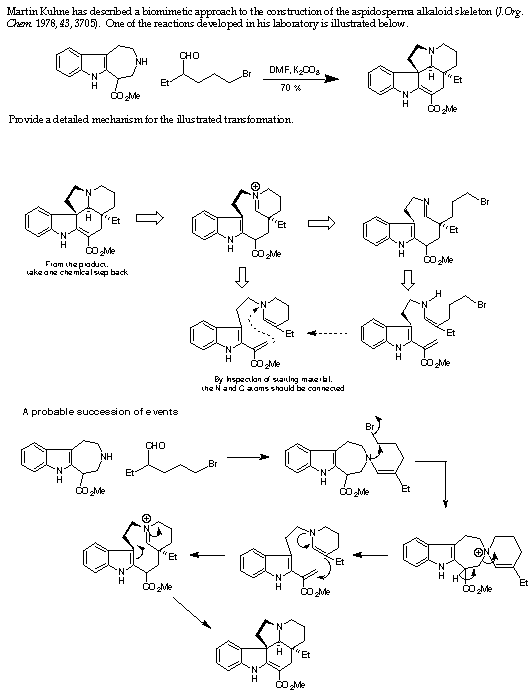 Martin Kuhne has described a biomimetic approach to the construction of the aspidosperma alkaloid skeleton (J. Org.
Chem. 1978, 43, 3705). One of the reactions developed in his laboratory is illustrated below.
CHO
NH
Br
DMF, K2CO3
70 %
N
H
Et
N
H
CO2Me
Et
N
H
CO2Me
Provide a detailed mechanism for the illustrated transformation.
N
H
Et
N
H
CO2Me
From the product,
take one chemical step back
N
⊕
Et
N
H
CO2Me
N
Br
Et
N
H
CO2Me
N
Et
N
H
CO2Me
By inspection of starting material,
the N and C atoms should be connected
H
N
Br
Et
N
H
CO2Me
A probable succession of events
NH
N
H
CO2Me
CHO
Et
Br
Br
N
N
H
CO2Me
Et
⊕
N
Et
N
H
CO2Me
N
Et
N
H
CO2Me
⊕
N
H
N
H
CO2Me
Et
N
H
Et
N
H
CO2Me